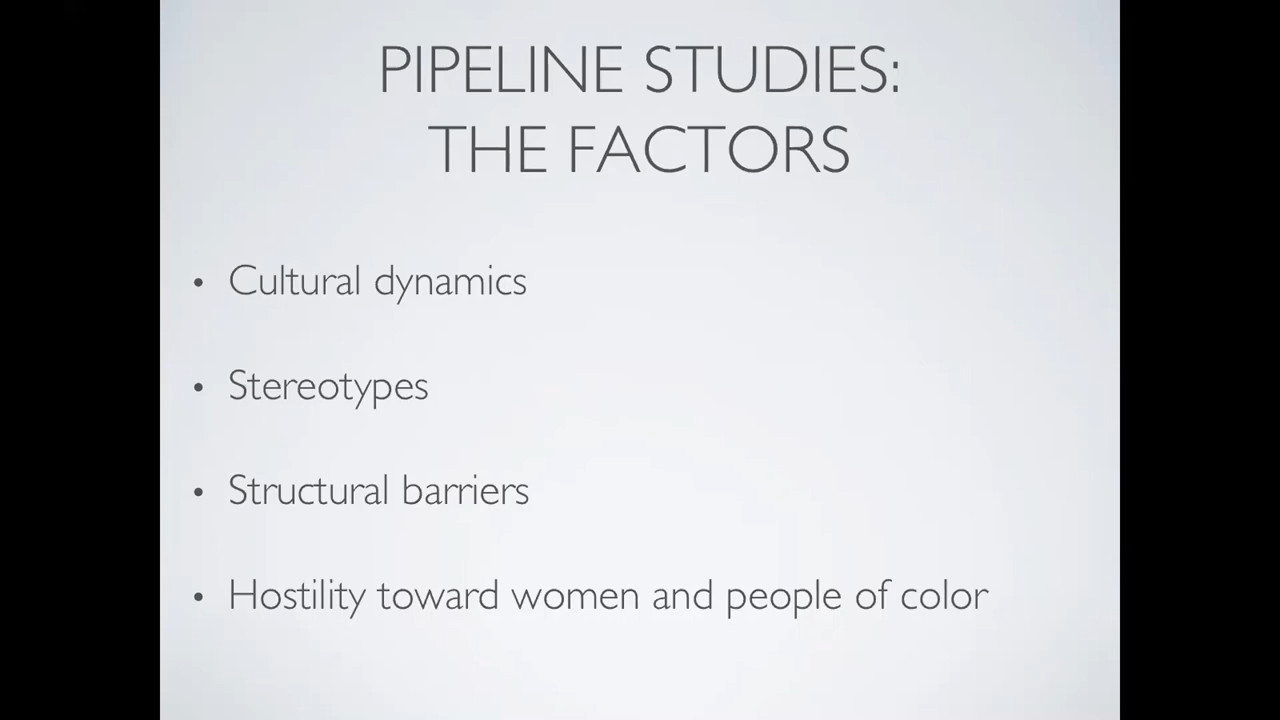 PIPELINE STUDIES:
THE FACTORS
• Cultural dynamics
• Stereotypes
• Structural barriers
• Hostility toward women and people of color